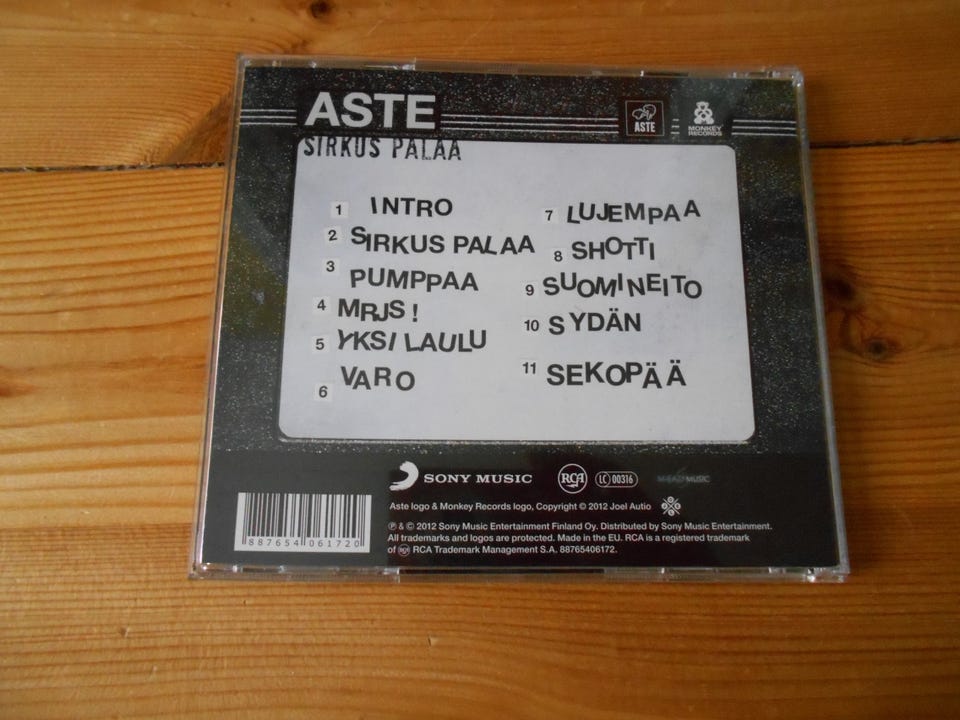 ASTE
SIRKUS PALAA
ASTE
MONKEY
RECORDS
1 INTRO
2 SIRKUS PALAA
3 PUMPPAA
4 MRJS!
5 YKSI LAULU
6 VARO
7 LUJEMPAA
8 SHOTTI
9 SUOMINEITO
10 SYDÄN
11 SEKOPÄÄ
SONY MUSIC
RCA
LC 00316
Aste logo & Monkey Records logo, Copyright © 2012 Joel Autio
℗ & © 2012 Sony Music Entertainment Finland Oy. Distributed by Sony Music Entertainment.
All trademarks and logos are protected. Made in the EU. RCA is a registered trademark
of RCA RCA Trademark Management S.A. 88765406172.
887654 061720